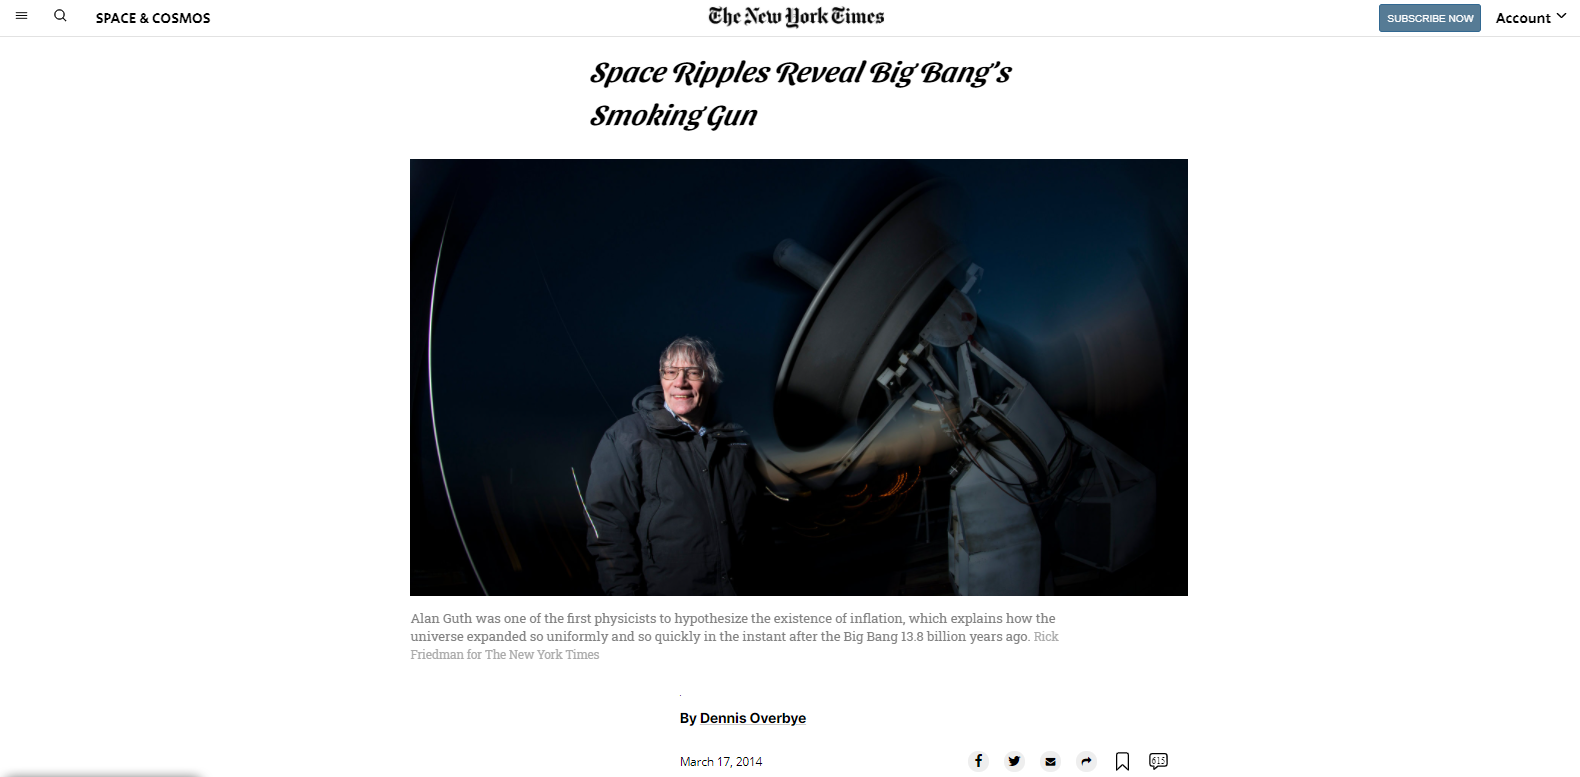 SPACE & COSMOS
The New York Times
SUBSCRIBE NOW
Account
Space Ripples Reveal Big Bang's
Smoking Gun
Alan Guth was one of the first physicists to hypothesize the existence of inflation, which explains how the
universe expanded so uniformly and so quickly in the instant after the Big Bang 13.8 billion years ago. Rick
Friedman for The New York Times
By Dennis Overbye
March 17, 2014
615